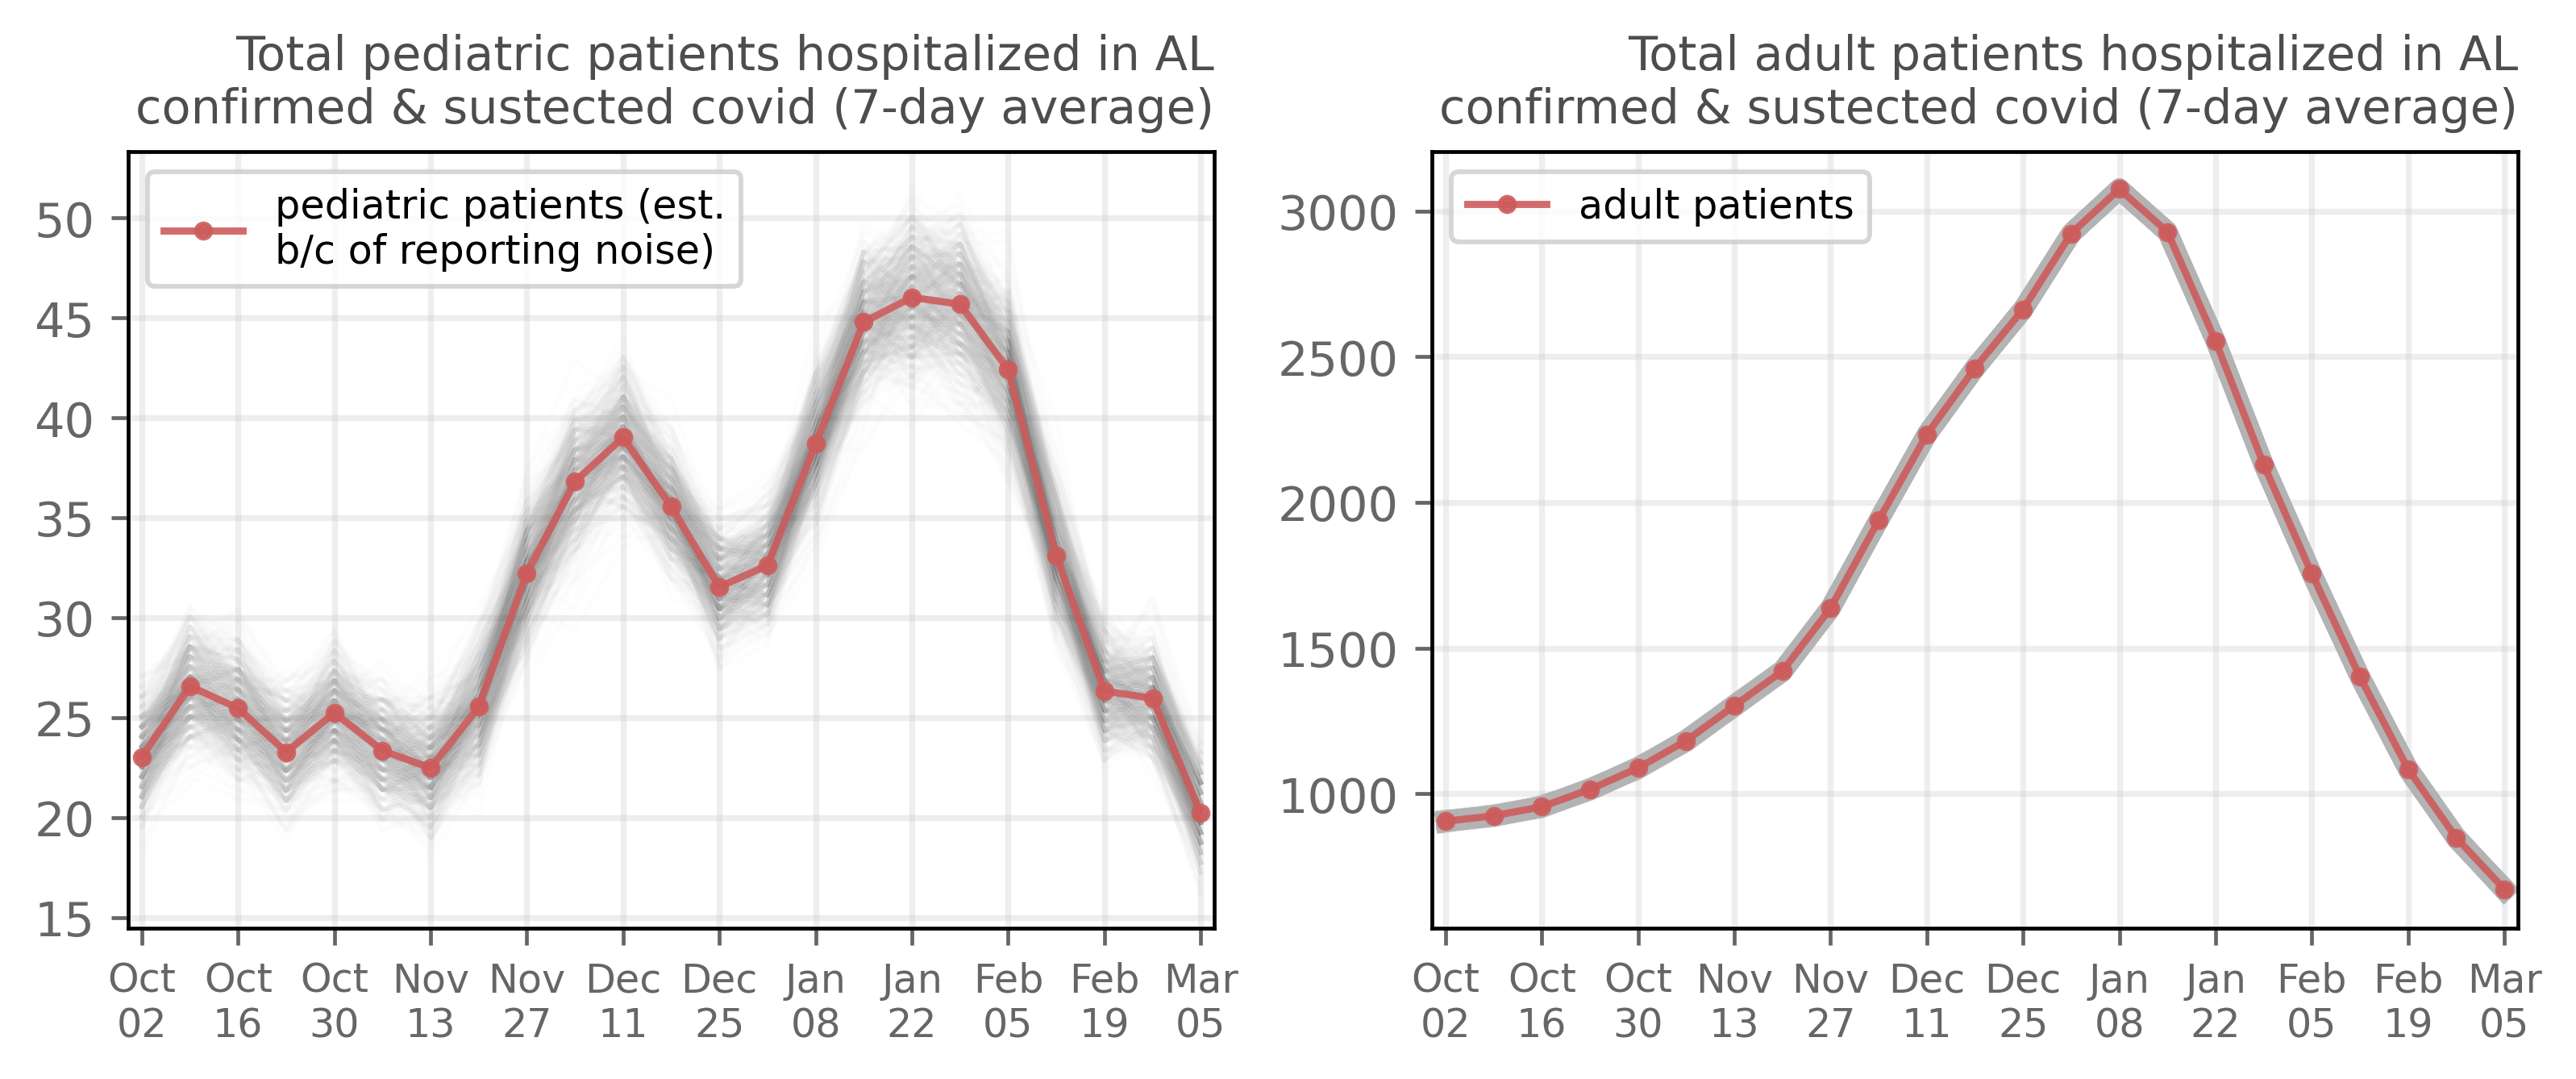 Total pediatric patients hospitalized in AL
confirmed & sustected covid (7-day average)
pediatric patients (est.
b/c of reporting noise)
50
45
40
35
30
25
20
15
Oct Oct Oct Nov Nov Dec Dec Jan Jan Feb Feb Mar
02 16 30 13 27 11 25 08 22 05 19 05
Total adult patients hospitalized in AL
confirmed & sustected covid (7-day average)
adult patients
3000
2500
2000
1500
1000
Oct Oct Oct Nov Nov Dec Dec Jan Jan Feb Feb Mar
02 16 30 13 27 11 25 08 22 05 19 05